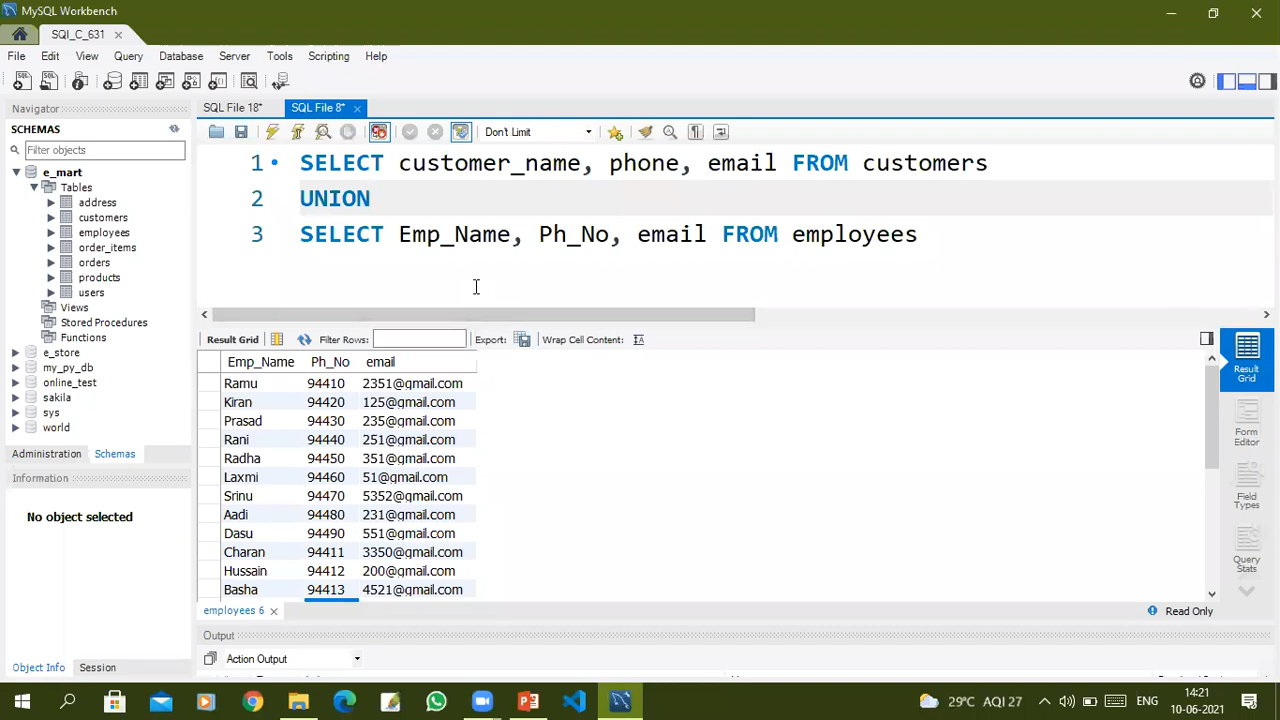 MySQL Workbench
SQl_C_631
File Edit View Query Database Server Tools Scripting Help
Navigator
SQL File 18* SQL File 8*
SCHEMAS
Don't Limit
Filter objects
e_mart
Tables
address
customers
employees
order_items
orders
products
users
Views
Stored Procedures
Functions
e_store
my_py_db
online_test
sakila
sys
world
Administration Schemas
Information
No object selected
Object Info Session
1 SELECT customer_name, phone, email FROM customers
2 UNION
3 SELECT Emp_Name, Ph_No, email FROM employees
Result Grid Filter Rows: Export: Wrap Cell Content:
Emp_Name Ph_No email
Ramu 94410 2351@gmail.com
Kiran 94420 125@gmail.com
Prasad 94430 235@gmail.com
Rani 94440 251@gmail.com
Radha 94450 351@gmail.com
Laxmi 94460 51@gmail.com
Srinu 94470 5352@gmail.com
Aadi 94480 231@gmail.com
Dasu 94490 551@gmail.com
Charan 94411 3350@gmail.com
Hussain 94412 200@gmail.com
Basha 94413 4521@gmail.com
Result
Grid
Form
Editor
Field
Types
Query
Stats
employees 6
Read Only
Output
Action Output
29°C AQI 27
ENG
14:21
10-06-2021